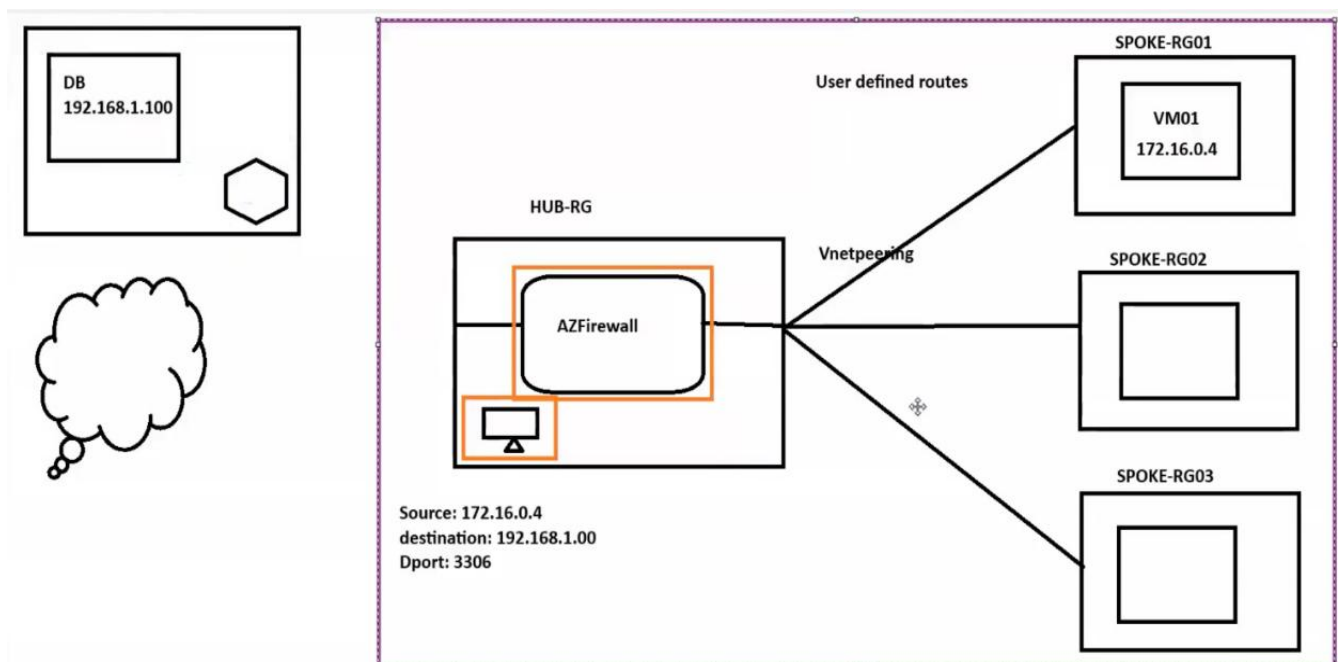 DB
192.168.1.100
HUB-RG
AZFirewall
Source: 172.16.0.4
destination: 192.168.1.00
Dport: 3306
User defined routes
Vnetpeering
SPOKE-RG01
VM01
172.16.0.4
SPOKE-RG02
SPOKE-RG03